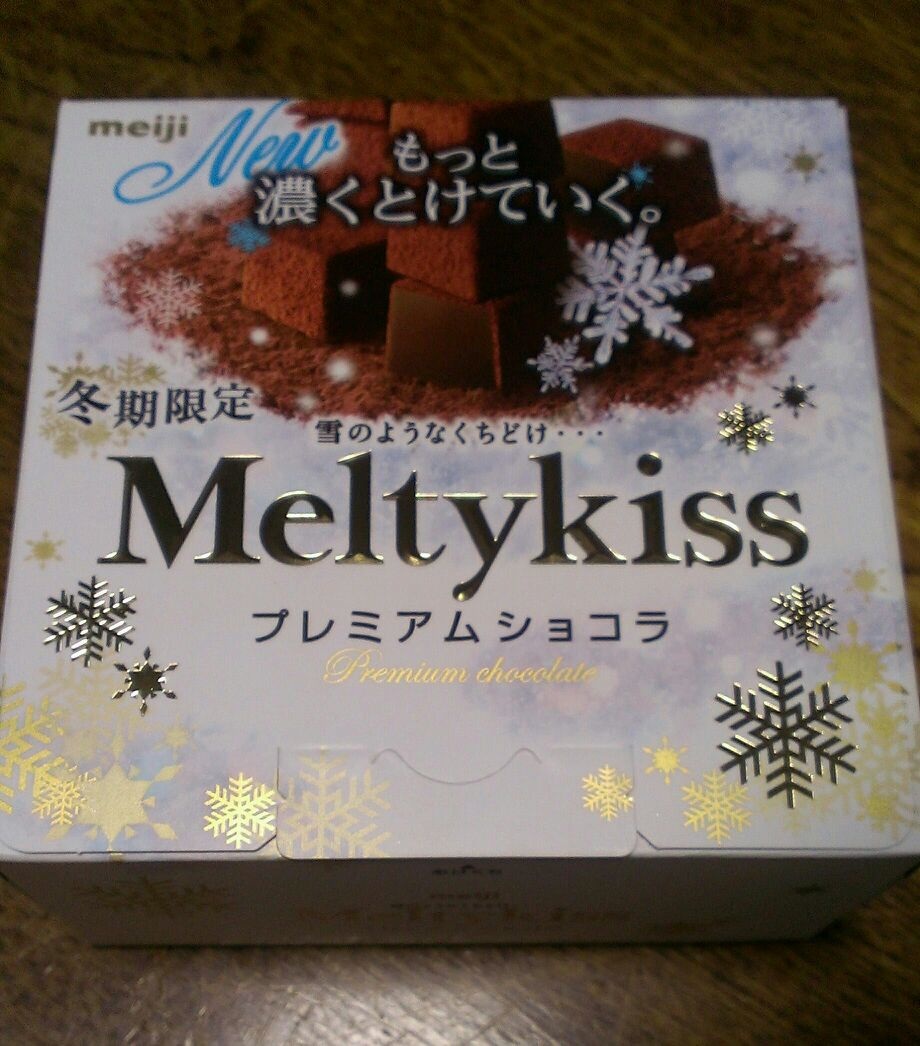 meiji
New
もっと
濃くとけていく。
冬期限定
雪のようなくちどけ・・・
Meltykiss
プレミアムショコラ
Premium chocolate
meiji